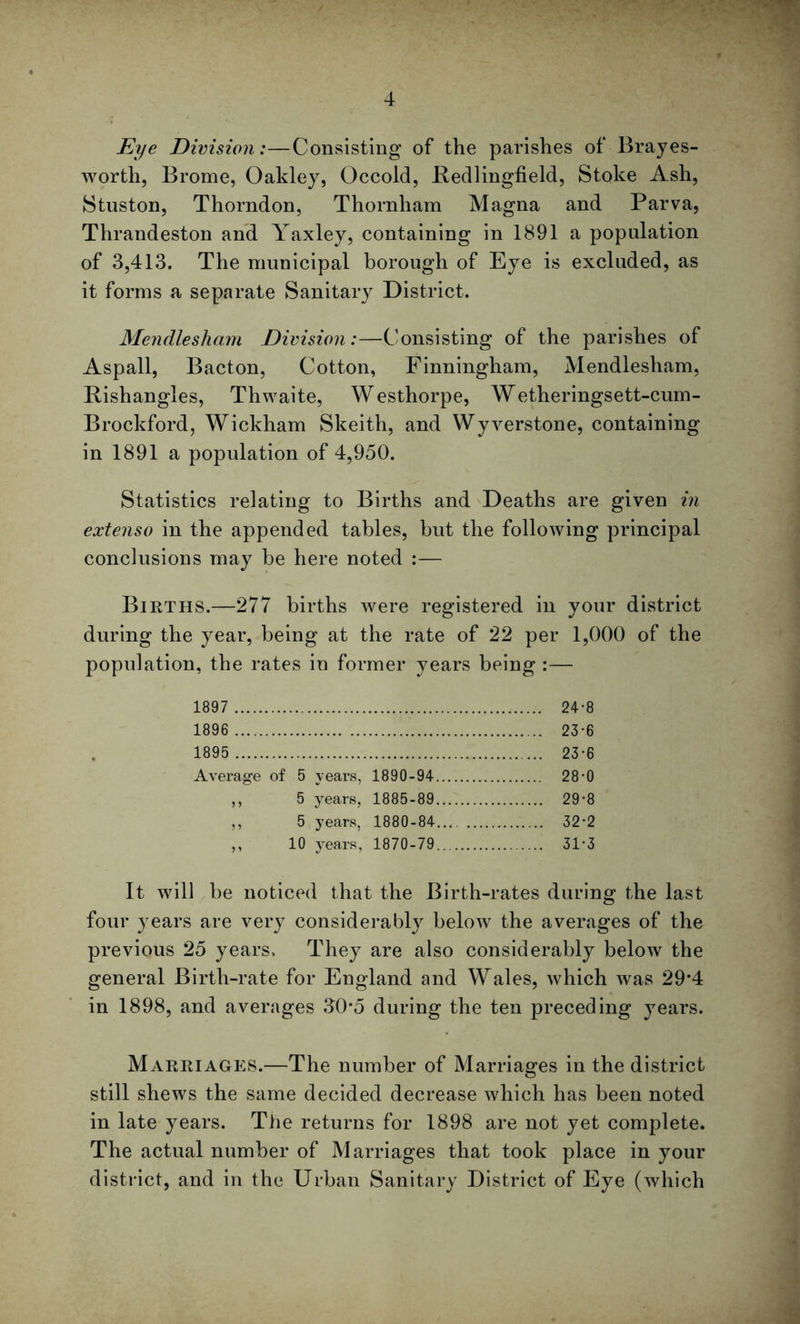 4
Eye Division:—Consisting of the parishes of Brayes-
worth, Brome, Oakley, Occold, Redlingfield, Stoke Ash,
Stuston, Thorndon, Thornham Magna and Parva,
Thrandeston and Yaxley, containing in 1891 a population
of 3,413. The municipal borough of Eye is excluded, as
it forms a separate Sanitary District.
Mendlesham Division:—Consisting of the parishes of
Aspall, Bacton, Cotton, Finningham, Mendlesham,
Rishangles, Thwaite, Westhorpe, Wetheringsett-cum-
Brockford, Wickham Skeith, and Wyverstone, containing
in 1891 a population of 4,950.
Statistics relating to Births and Deaths are given in
extenso in the appended tables, but the following principal
conclusions may be here noted :—
BIRTHS.—277 births were registered in your district
during the year, being at the rate of 22 per 1,000 of the
population, the rates in former years being :—
1897 ........ 24·8
1896 ........ 23·6
1895 ........ 23·6
Average of 5 years, 1890-94........ 28·0
,, 5 years, 1885-89........ 29·8
,, 5 years, 1880-84........ 32·2
,, 10 years, 1870-79........ 31·3
It will be noticed that the Birth-rates during the last
four years are very considerably below the averages of the
previous 25 years. They are also considerably below the
general Birth-rate for England and Wales, which was 29·4
in 1898, and averages 30·5 during the ten preceding years.
MARRIAGES.—The number of Marriages in the district
still shews the same decided decrease which has been noted
in late years. The returns for 1898 are not yet complete.
The actual number of Marriages that took place in your
district, and in the Urban Sanitary District of Eye (which